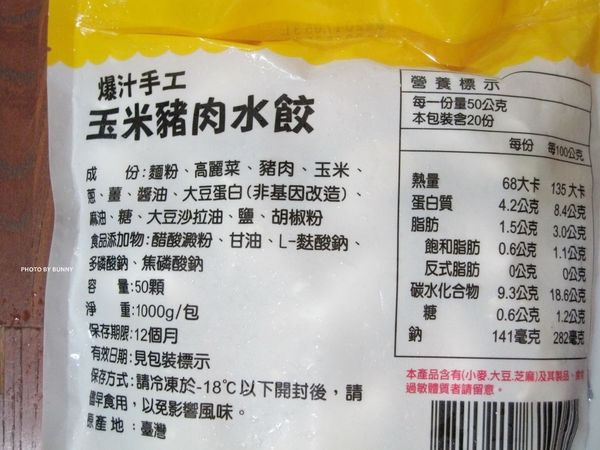 爆汁手工
玉米豬肉水餃
成 份:麵粉、高麗菜、豬肉、玉米、
蔥、薑、醬油、大豆蛋白(非基因改造)、
麻油、糖、大豆沙拉油、鹽、胡椒粉
食品添加物:醋酸澱粉、甘油、L-麩酸鈉、
多磷酸鈉、焦磷酸鈉
容 量:50顆
淨 重:1000g/包
保存期限:12個月
有效日期:見包裝標示
保存方式:請冷凍於-18℃以下開封後，請
儘早食用，以免影響風味。
原產地:臺灣
營養標示
每一份量50公克
本包裝含20份
每份 每100公克
熱量 68大卡 135大卡
蛋白質 4.2公克 8.4公克
脂肪 1.5公克 3.0公克
飽和脂肪 0.6公克 1.1公克
反式脂肪 0公克 0公克
碳水化合物 9.3公克 18.6公克
糖 0.6公克 1.2公克
鈉 141毫克 282毫克
本產品含有(小麥.大豆.芝麻)及其製品、
過敏體質者請留意。
PHOTO BY BUNNY